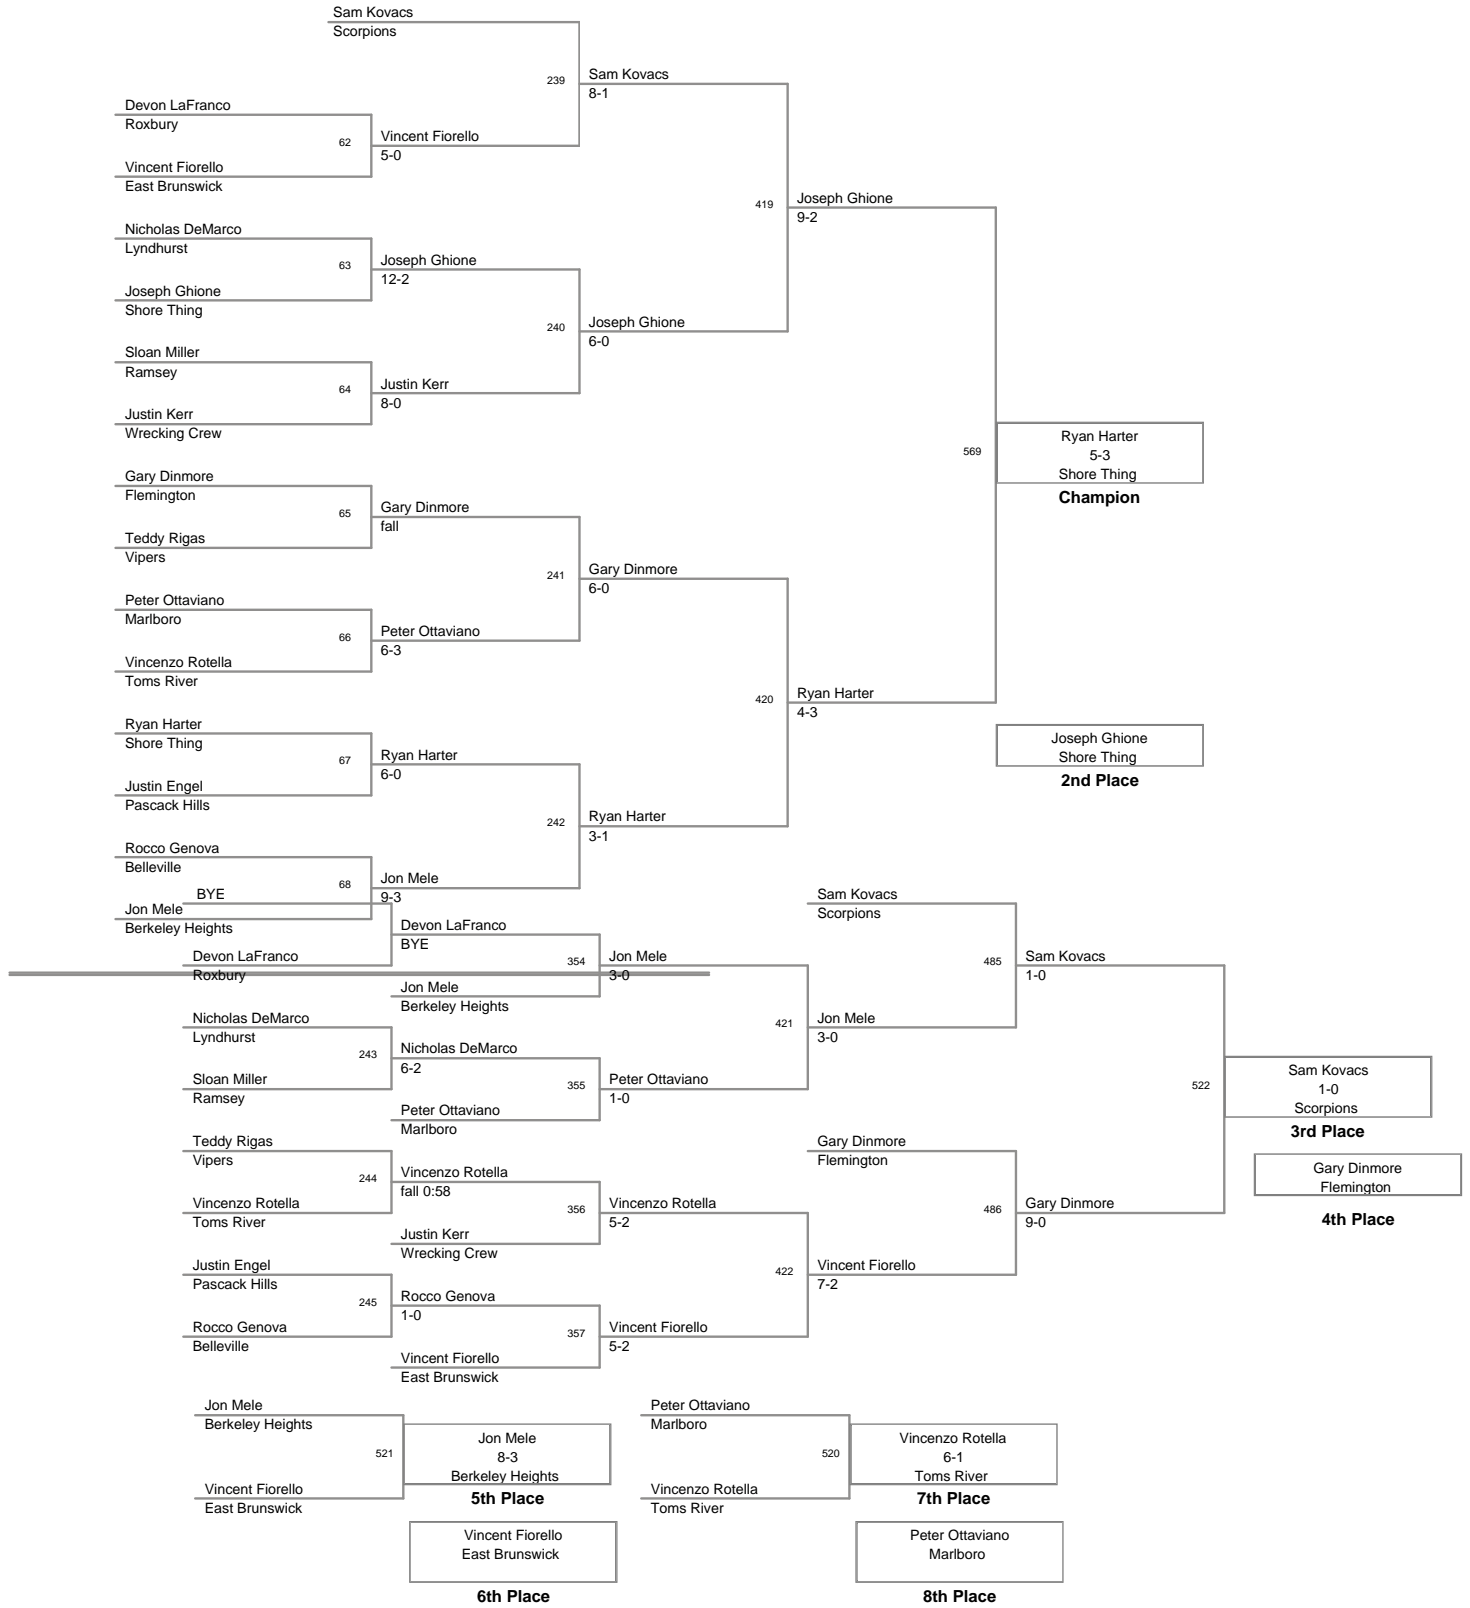 Sam Kovacs
Scorpions
239
Sam Kovacs
8-1
Devon LaFranco
Roxbury
62
Vincent Fiorello
5-0
Vincent Fiorello
East Brunswick
419
Joseph Ghione
9-2
Nicholas DeMarco
Lyndhurst
63
Joseph Ghione
12-2
Joseph Ghione
Shore Thing
240
Joseph Ghione
6-0
Sloan Miller
Ramsey
64
Justin Kerr
8-0
Justin Kerr
Wrecking Crew
569
Ryan Harter
5-3
Shore Thing
Champion
Gary Dinmore
Flemington
65
Gary Dinmore
fall
Teddy Rigas
Vipers
241
Gary Dinmore
6-0
Peter Ottaviano
Marlboro
66
Peter Ottaviano
6-3
Vincenzo Rotella
Toms River
420
Ryan Harter
4-3
Ryan Harter
Shore Thing
67
Ryan Harter
6-0
Justin Engel
Pascack Hills
Joseph Ghione
Shore Thing
2nd Place
242
Ryan Harter
3-1
Rocco Genova
Belleville
68
Jon Mele
9-3
Jon Mele
Berkeley Heights
BYE
Devon LaFranco
BYE
Devon LaFranco
Roxbury
354
Jon Mele
3-0
Jon Mele
Berkeley Heights
Sam Kovacs
Scorpions
485
Sam Kovacs
1-0
421
Jon Mele
3-0
Nicholas DeMarco
Lyndhurst
243
Nicholas DeMarco
6-2
Sloan Miller
Ramsey
355
Peter Ottaviano
1-0
Peter Ottaviano
Marlboro
522
Sam Kovacs
1-0
Scorpions
3rd Place
Gary Dinmore
Flemington
4th Place
Teddy Rigas
Vipers
244
Vincenzo Rotella
fall 0:58
Vincenzo Rotella
Toms River
356
Vincenzo Rotella
5-2
Justin Kerr
Wrecking Crew
Gary Dinmore
Flemington
486
Gary Dinmore
9-0
422
Vincent Fiorello
7-2
Justin Engel
Pascack Hills
245
Rocco Genova
1-0
Rocco Genova
Belleville
357
Vincent Fiorello
5-2
Vincent Fiorello
East Brunswick
Jon Mele
Berkeley Heights
521
Jon Mele
8-3
Berkeley Heights
5th Place
Vincent Fiorello
East Brunswick
Vincent Fiorello
East Brunswick
6th Place
Peter Ottaviano
Marlboro
520
Vincenzo Rotella
6-1
Toms River
7th Place
Vincenzo Rotella
Toms River
Peter Ottaviano
Marlboro
8th Place